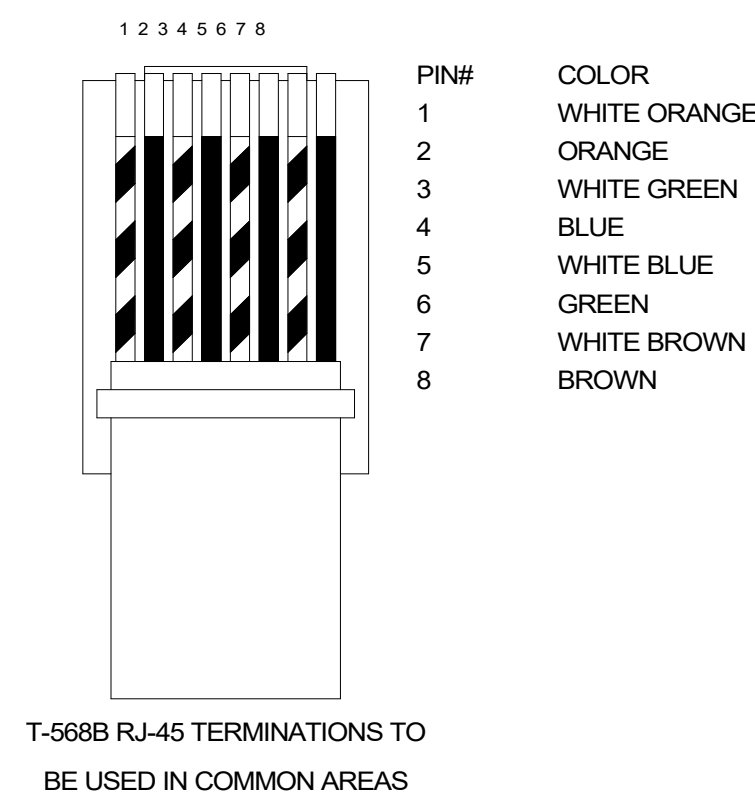 1 2 3 4 5 6 7 8
PIN# COLOR
1 WHITE ORANGE
2 ORANGE
3 WHITE GREEN
4 BLUE
5 WHITE BLUE
6 GREEN
7 WHITE BROWN
8 BROWN
T-568B RJ-45 TERMINATIONS TO
BE USED IN COMMON AREAS